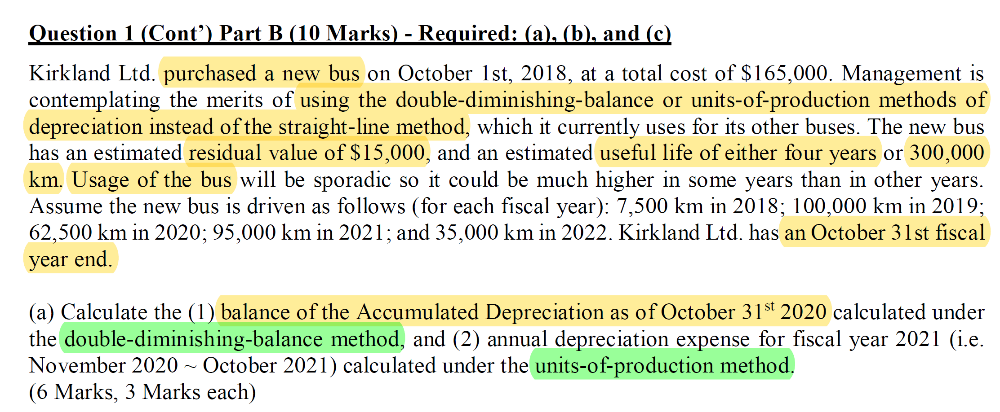 Question 1 (Cont’) Part B (10 Marks) - Required: (a), (b), and (c)
Kirkland Ltd. purchased a new bus on October 1st, 2018, at a total cost of $165,000. Management is
contemplating the merits of using the double-diminishing-balance or units-of-production methods of
depreciation instead of the straight-line method, which it currently uses for its other buses. The new bus
has an estimated residual value of $15,000, and an estimated useful life of either four years or 300,000
km. Usage of the bus will be sporadic so it could be much higher in some years than in other years.
Assume the new bus is driven as follows (for each fiscal year): 7,500 km in 2018; 100,000 km in 2019;
62,500 km in 2020; 95,000 km in 2021; and 35,000 km in 2022. Kirkland Ltd. has an October 31st fiscal
year end.
(a) Calculate the (1) balance of the Accumulated Depreciation as of October 31st 2020 calculated under
the double-diminishing-balance method, and (2) annual depreciation expense for fiscal year 2021 (i.e.
November 2020 ~ October 2021) calculated under the units-of-production method.
(6 Marks, 3 Marks each)